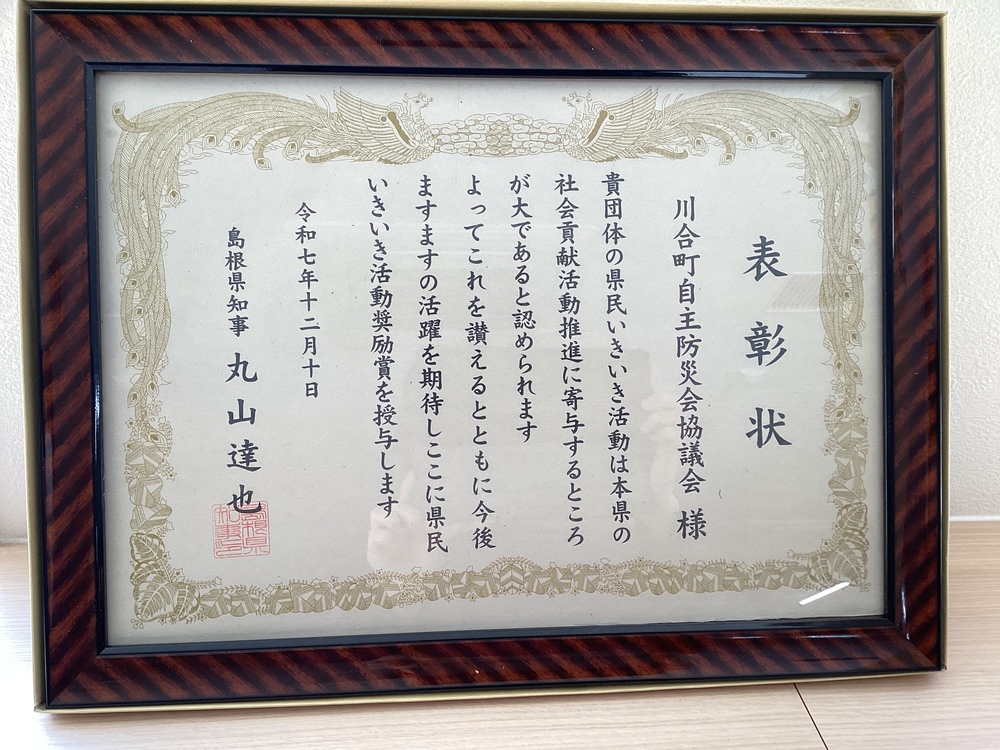 表彰状
川合町自主防災会協議会 様
貴団体の県民いきいき活動は本県の
社会貢献活動推進に寄与するところ
が大であると認められます
よってこれを讃えるとともに今後
ますますの活躍を期待しここに県民
いきいき活動奨励賞を授与します
令和七年十二月十日
島根県知事 丸山達也